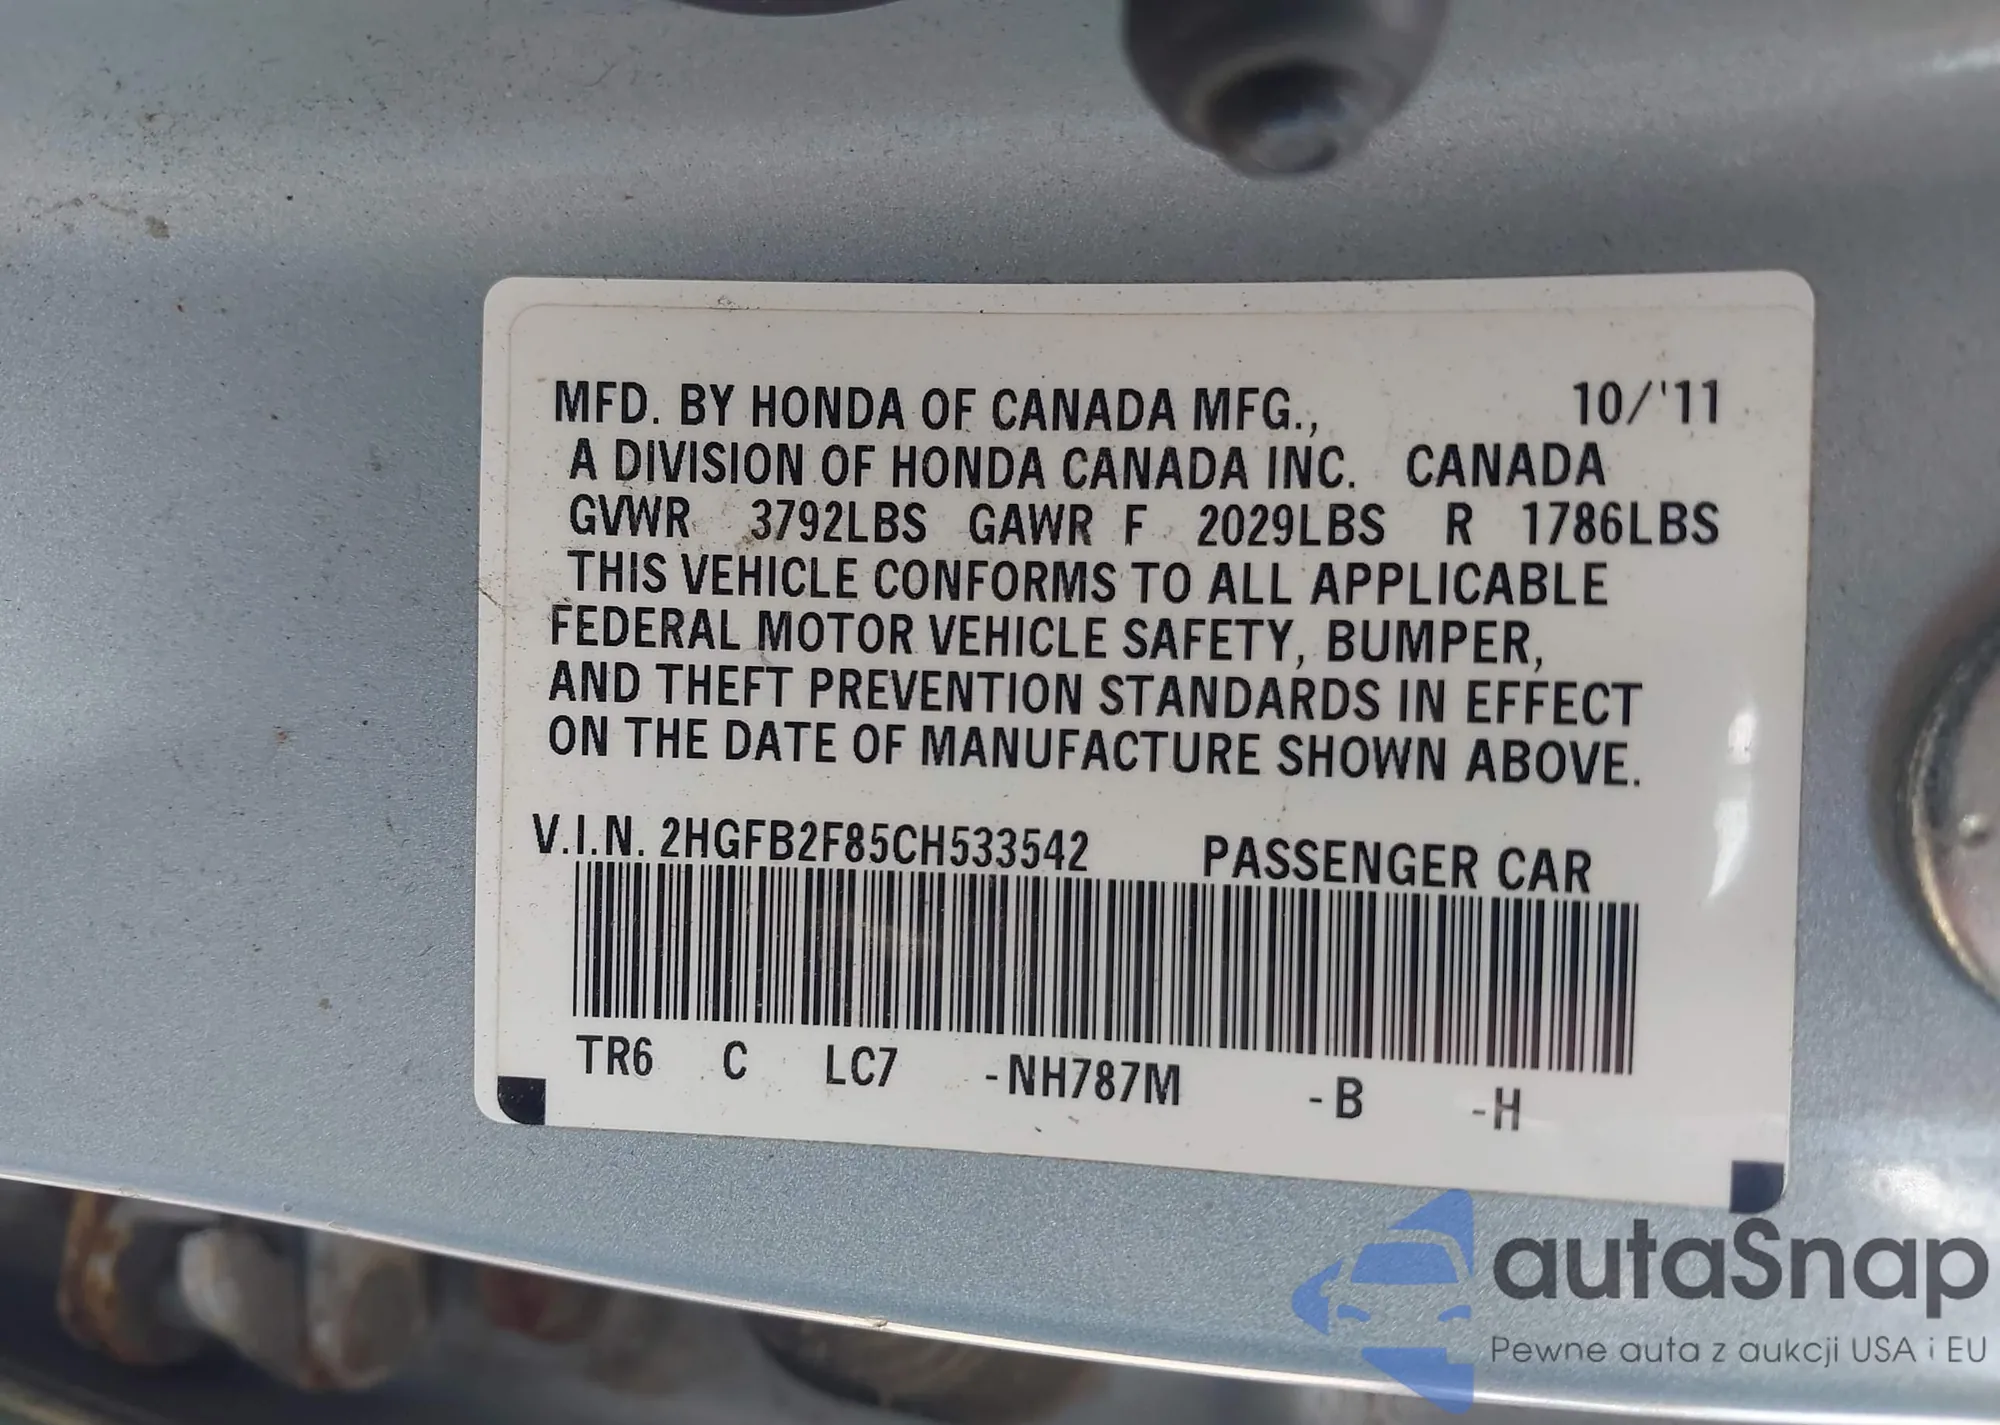 MFD. BY HONDA OF CANADA MFG., 10/'11
A DIVISION OF HONDA CANADA INC. CANADA
GVWR 3792LBS GAWR F 2029LBS R 1786LBS
THIS VEHICLE CONFORMS TO ALL APPLICABLE
FEDERAL MOTOR VEHICLE SAFETY, BUMPER,
AND THEFT PREVENTION STANDARDS IN EFFECT
ON THE DATE OF MANUFACTURE SHOWN ABOVE.
V.I.N. 2HGFB2F85CH533542 PASSENGER CAR
TR6 C LC7 -NH787M -B -H
autaSnap
Pewne auta z aukcji USA i EU